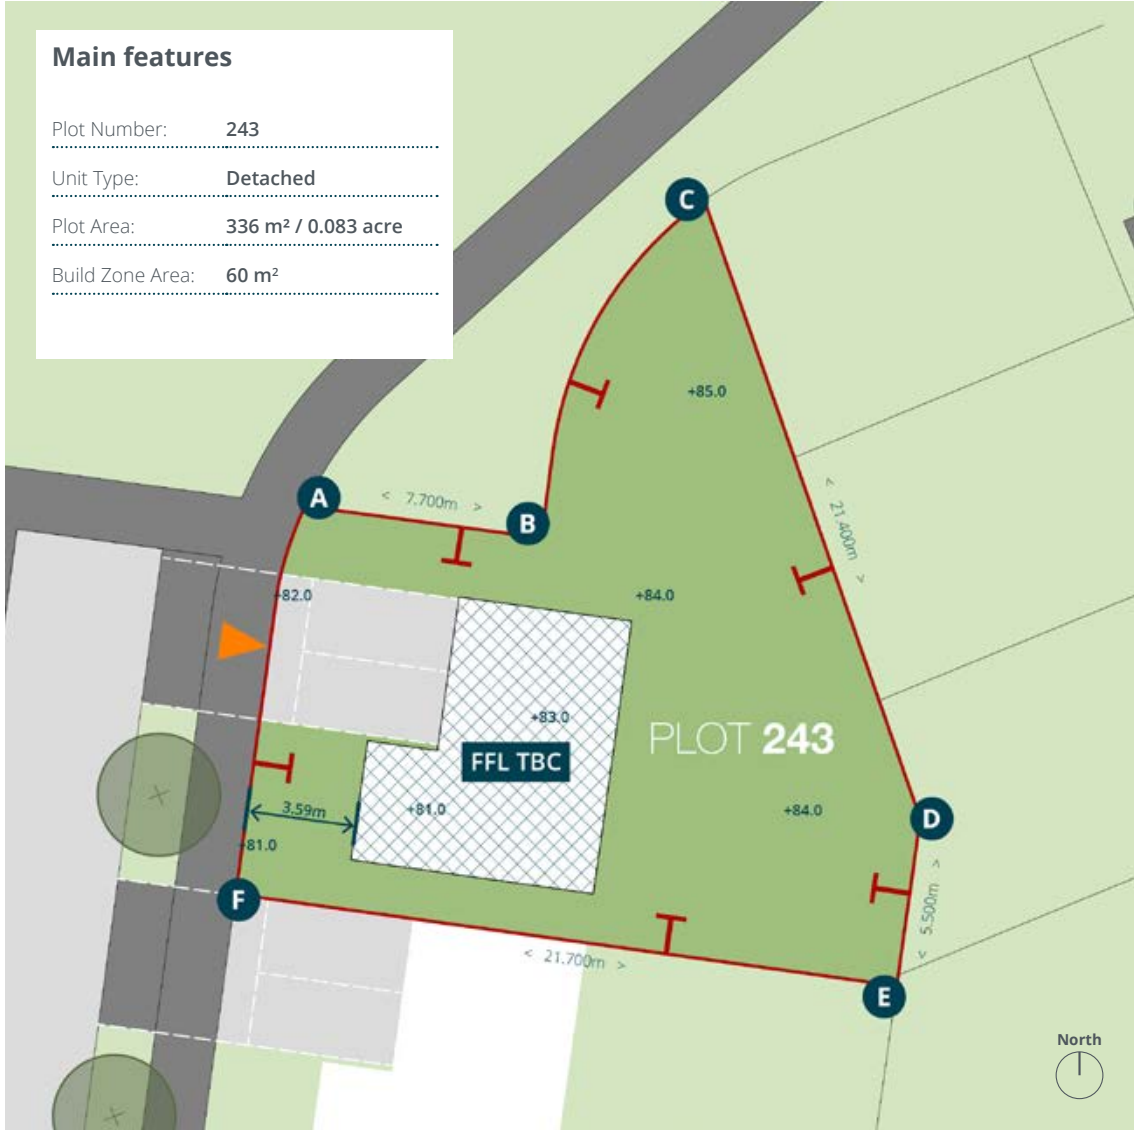 Main features
Plot Number: 243
Unit Type: Detached
Plot Area: 336 m² / 0.083 acre
Build Zone Area: 60 m²
C
+85.0
A
< 7.700m >
B
< 21.400m >
+82.0
+84.0
+83.0
PLOT 243
FFL TBC
3.59m
+81.0
+84.0
D
+81.0
F
< 5.500m >
< 21.700m >
E
North